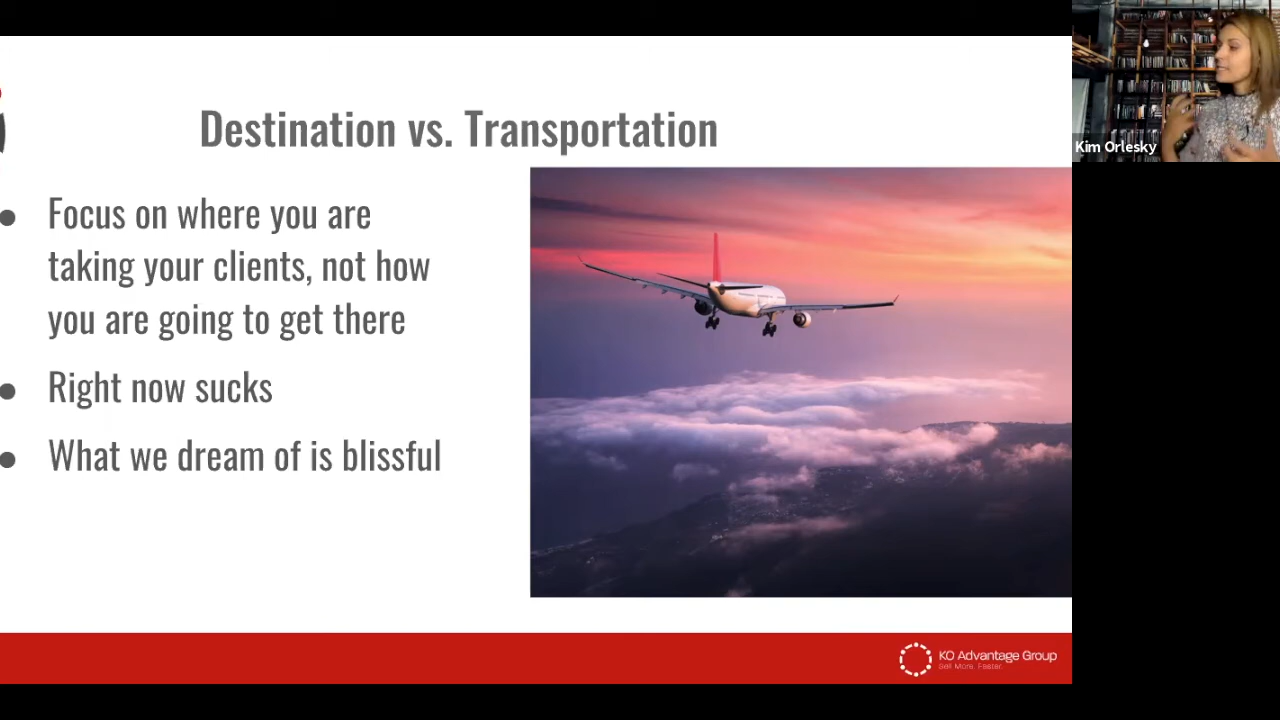 Destination vs. Transportation
Focus on where you are
taking your clients, not how
you are going to get there
Right now sucks
What we dream of is blissful
Kim Orlesky
KO Advantage Group
Sell More. Faster.